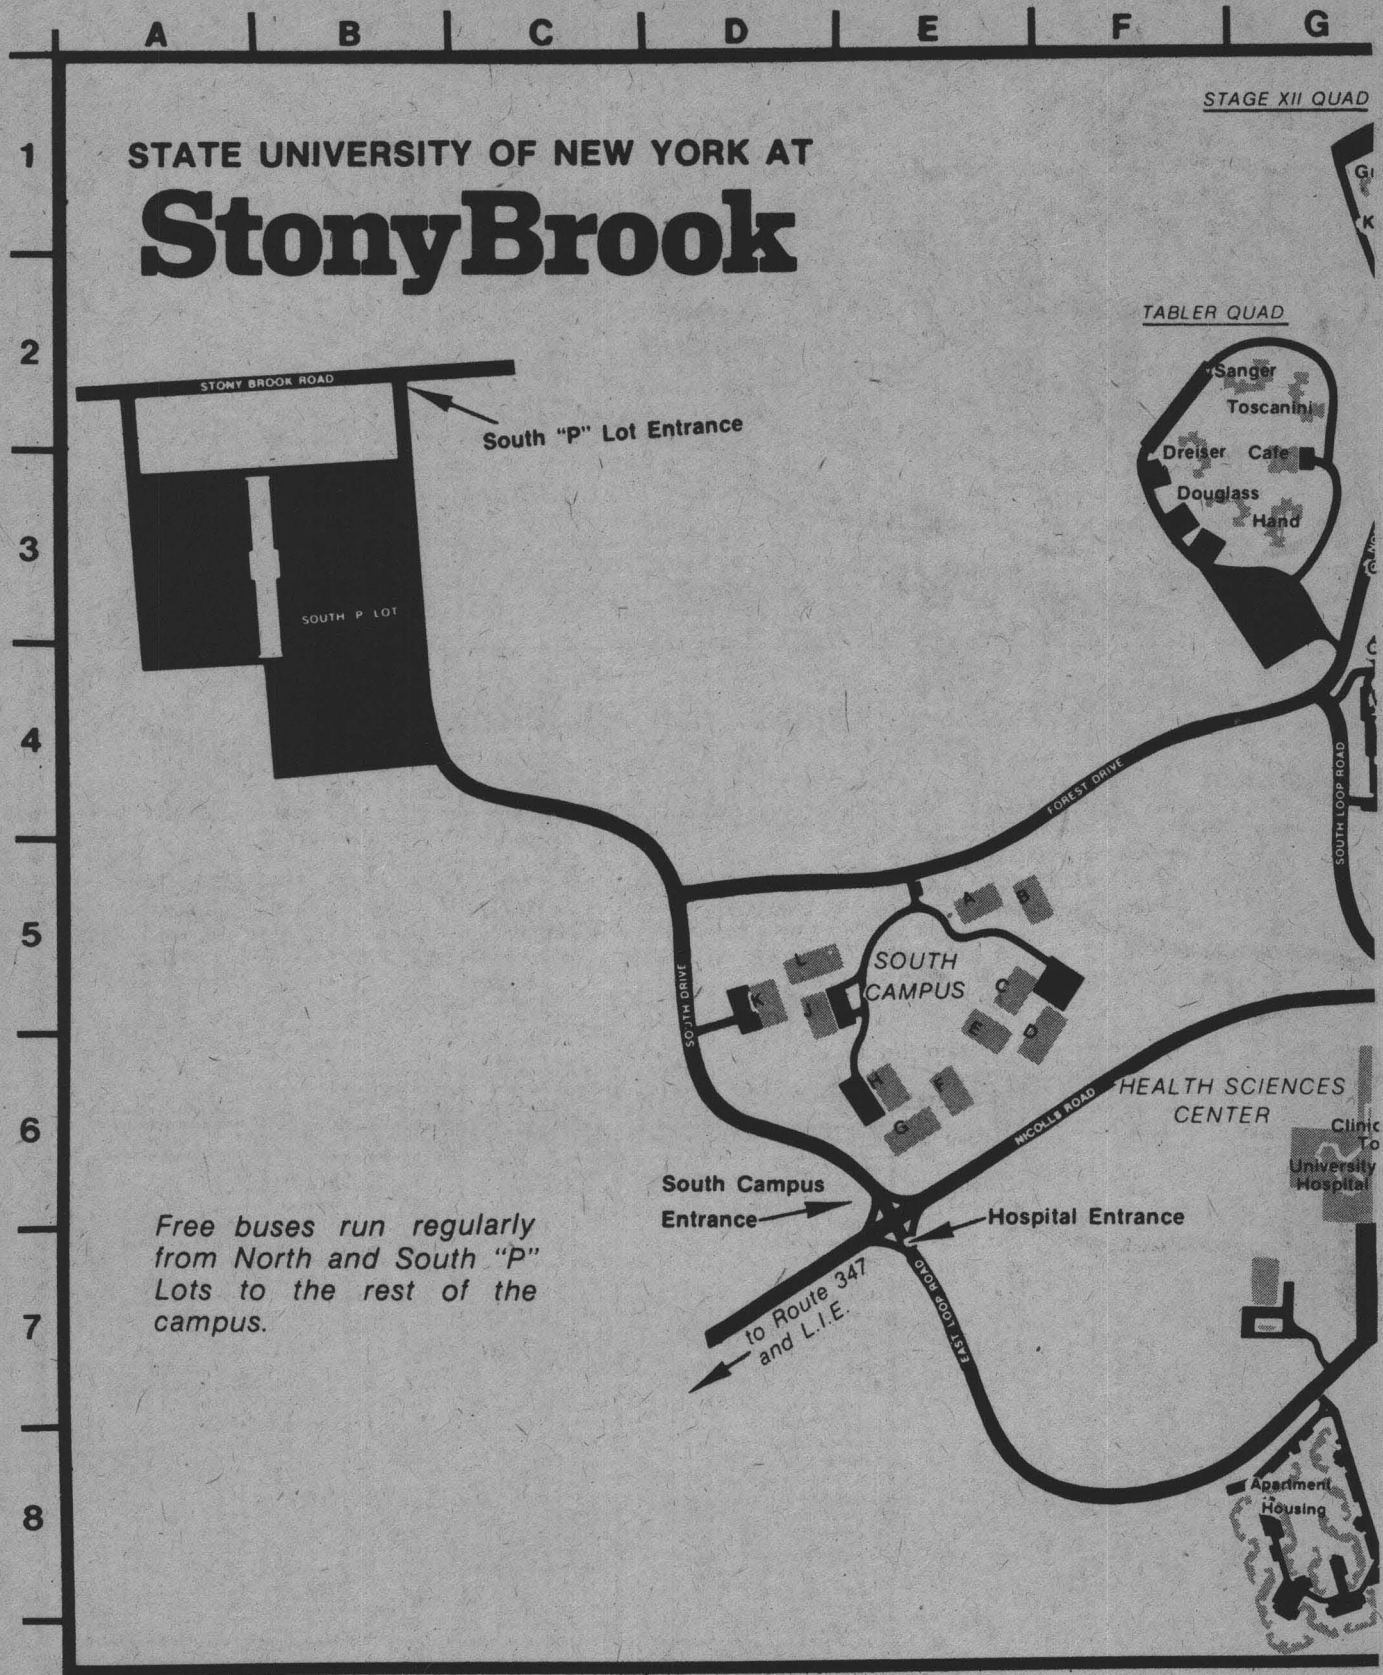 A B C D E F G
STAGE XII QUAD
1
STATE UNIVERSITY OF NEW YORK AT
StonyBrook
K
TABLER QUAD
2
STONY BROOK ROAD
South "P" Lot Entrance
Sanger
Toscanini
Dreiser Cafe
Douglass
Hand
3
SOUTH P LOT
4
FOREST DRIVE
SOUTH LOOP ROAD
5
A B
L
SOUTH
CAMPUS
K J C
E D
SOUTH DRIVE
H F
G
NICOLLS ROAD
HEALTH SCIENCES
CENTER
6
University
Hospital
South Campus
Entrance
Hospital Entrance
Free buses run regularly
from North and South "P"
Lots to the rest of the
campus.
7
to Route 347
and L.I.E.
EAST LOOP ROAD
8
Apartment
Housing